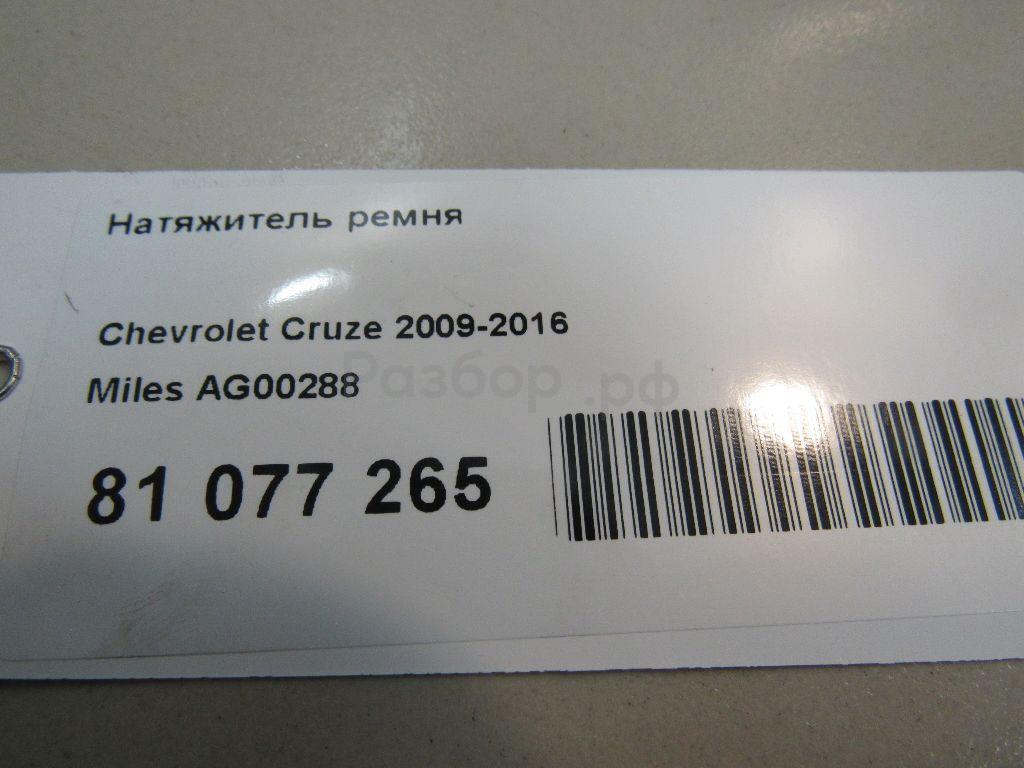 Натяжитель ремня
Chevrolet Cruze 2009-2016
Miles AG00288
Разбор.рф
81 077 265